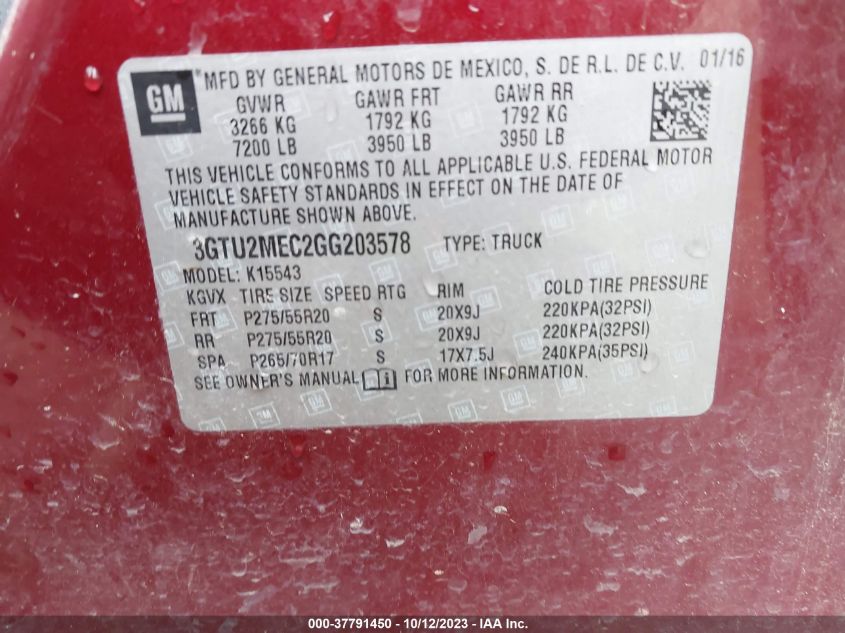 GM
MFD BY GENERAL MOTORS DE MEXICO, S. DE R.L. DE C.V. 01/16
GVWR GAWR FRT GAWR RR
3266 KG 1792 KG 1792 KG
7200 LB 3950 LB 3950 LB
THIS VEHICLE CONFORMS TO ALL APPLICABLE U.S. FEDERAL MOTOR
VEHICLE SAFETY STANDARDS IN EFFECT ON THE DATE OF
MANUFACTURE SHOWN ABOVE.
3GTU2MEC2GG203578 TYPE: TRUCK
MODEL: K15543
KGVX TIRE SIZE SPEED RTG RIM COLD TIRE PRESSURE
FRT P275/55R20 S 20X9J 220KPA(32PSI)
RR P275/55R20 S 20X9J 220KPA(32PSI)
SPA P265/70R17 S 17X7.5J 240KPA(35PSI)
SEE OWNER'S MANUAL FOR MORE INFORMATION.
000-37791450 - 10/12/2023 - IAA Inc.